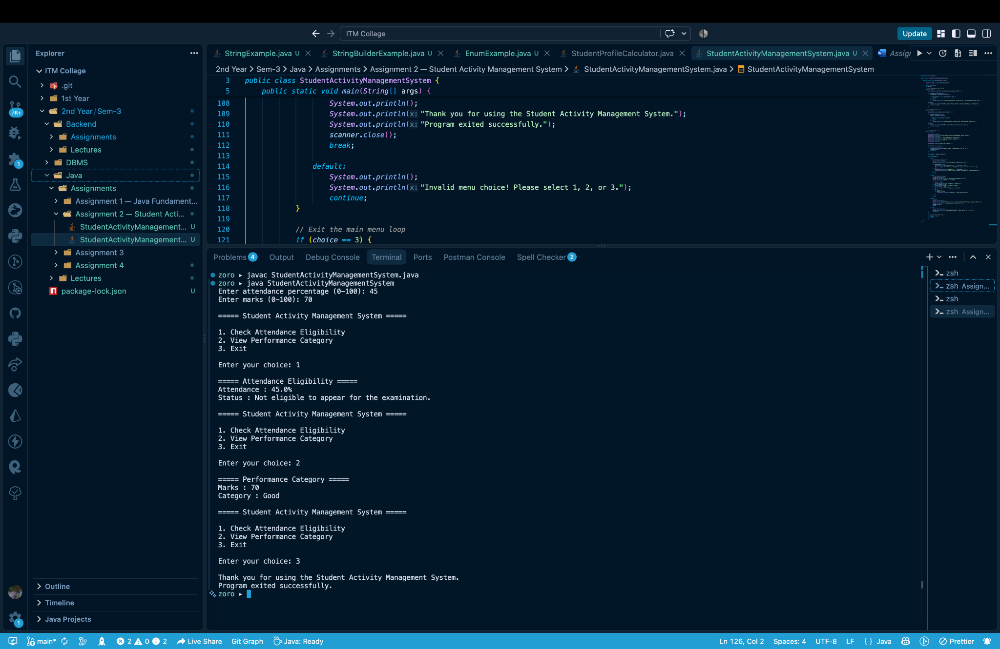 ITM Collage
Update
Explorer
ITM Collage
.git
1st Year
2nd Year/Sem-3
Backend
Assignments
Lectures
DBMS
Java
Assignments
Assignment 1 — Java Fundament...
Assignment 2 — Student Acti...
StudentActivityManagement... U
StudentActivityManagement... U
Assignment 3
Assignment 4
Lectures
package-lock.json U
Outline
Timeline
Java Projects
7K+
1
1
StringExample.java U
StringBuilderExample.java U
EnumExample.java U
StudentProfileCalculator.java
StudentActivityManagementSystem.java U
Assigr
2nd Year > Sem-3 > Java > Assignments > Assignment 2 — Student Activity Management System > StudentActivityManagementSystem.java > StudentActivityManagementSystem
3 public class StudentActivityManagementSystem {
5 public static void main(String[] args) {
108 System.out.println();
109 System.out.println(x: "Thank you for using the Student Activity Management System.");
110 System.out.println(x: "Program exited successfully.");
111 scanner.close();
112 break;
113
114 default:
115 System.out.println();
116 System.out.println(x: "Invalid menu choice! Please select 1, 2, or 3.");
117 continue;
118 }
119
120 // Exit the main menu loop
121 if (choice == 3) {
Problems 4
Output
Debug Console
Terminal
Ports
Postman Console
Spell Checker 2
zoro ▸ javac StudentActivityManagementSystem.java
zoro ▸ java StudentActivityManagementSystem
Enter attendance percentage (0-100): 45
Enter marks (0-100): 70
===== Student Activity Management System =====
1. Check Attendance Eligibility
2. View Performance Category
3. Exit
Enter your choice: 1
===== Attendance Eligibility =====
Attendance : 45.0%
Status : Not eligible to appear for the examination.
===== Student Activity Management System =====
1. Check Attendance Eligibility
2. View Performance Category
3. Exit
Enter your choice: 2
===== Performance Category =====
Marks : 70
Category : Good
===== Student Activity Management System =====
1. Check Attendance Eligibility
2. View Performance Category
3. Exit
Enter your choice: 3
Thank you for using the Student Activity Management System.
Program exited successfully.
zoro ▸
zsh
zsh Assign...
zsh
zsh Assign...
main*
2 0 2
Live Share
Git Graph
Java: Ready
Ln 126, Col 2
Spaces: 4
UTF-8
LF
{ } Java
Prettier